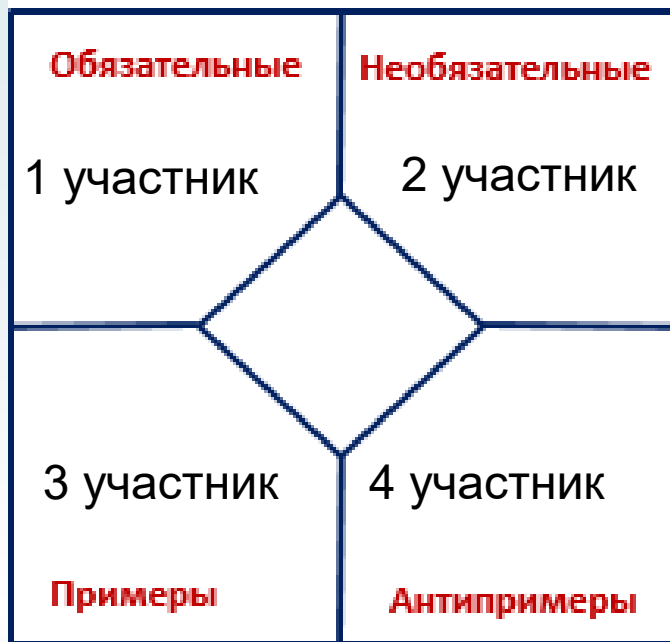 Обязательные
Необязательные
1 участник
2 участник
3 участник
4 участник
Примеры
Антипримеры